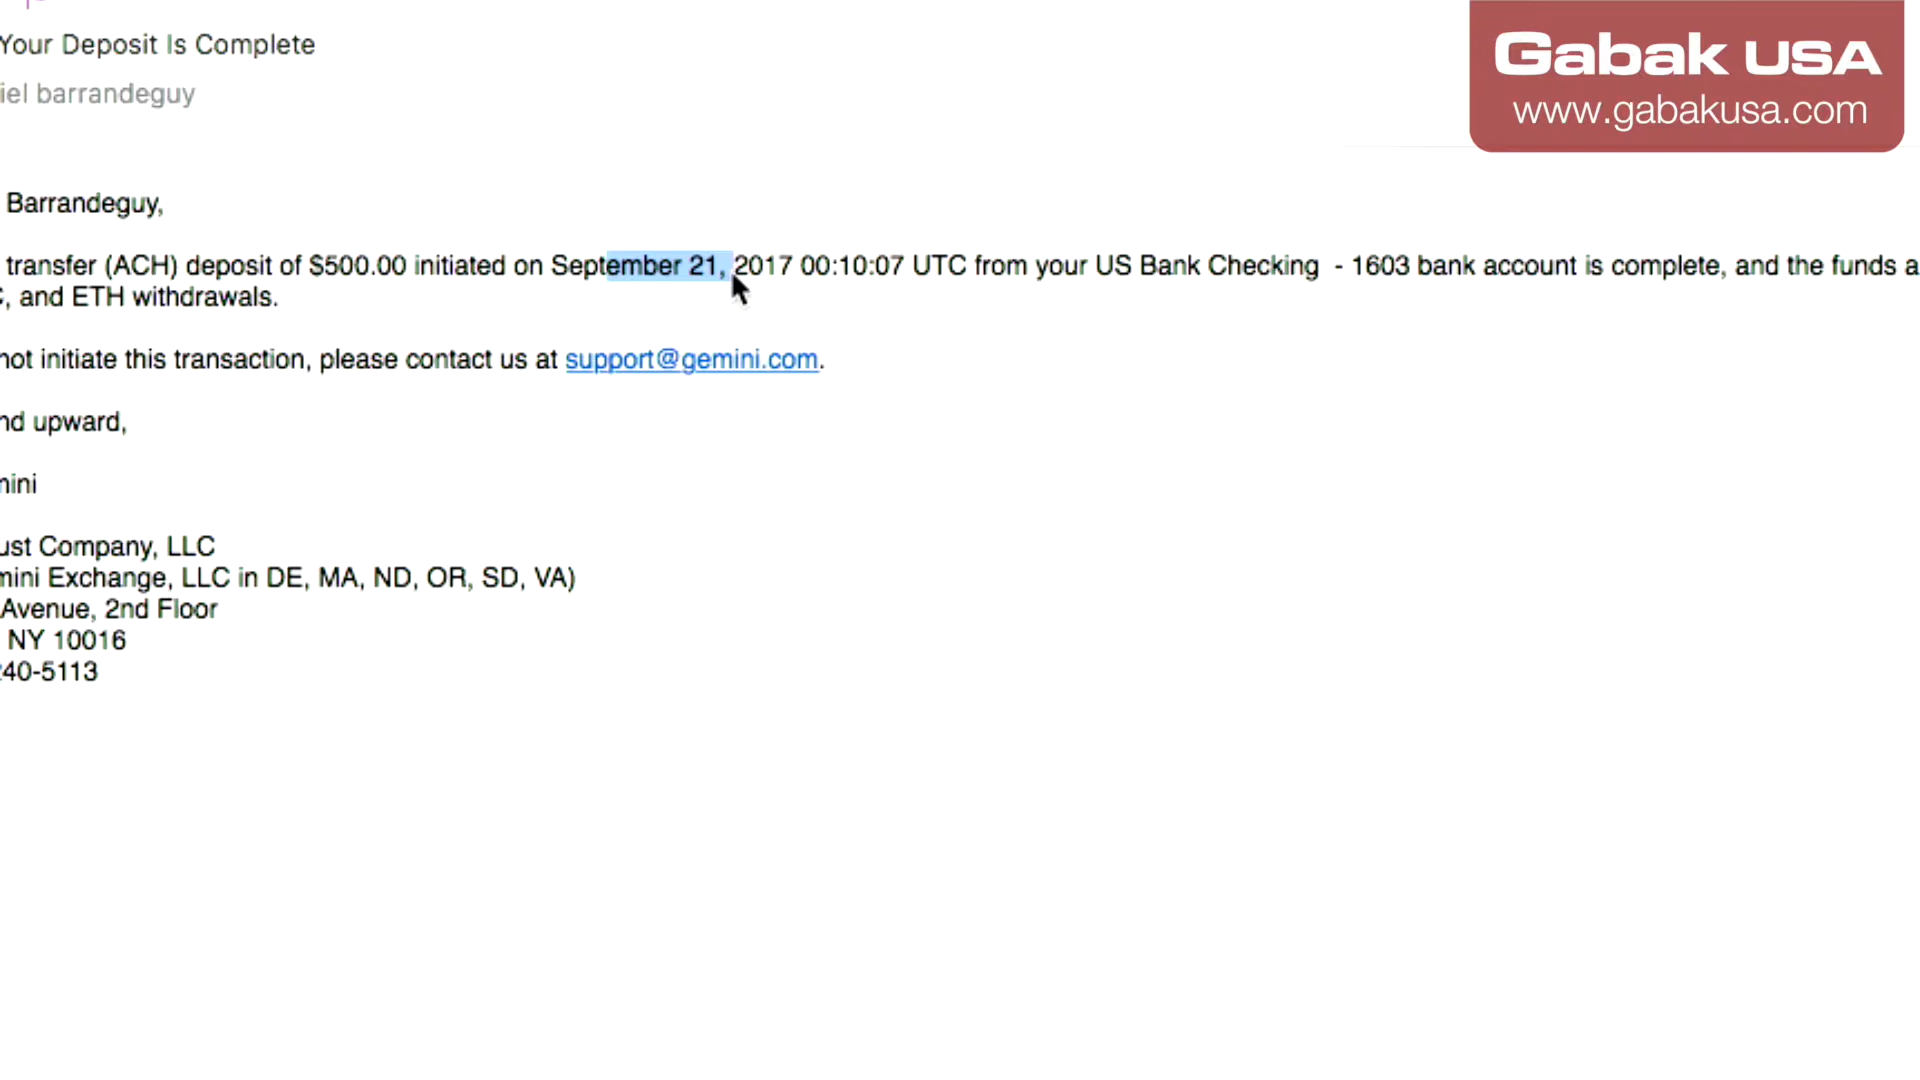 Your Deposit Is Complete
iel barrandeguy
Gabak USA
www.gabakusa.com
Barrandeguy,
transfer (ACH) deposit of $500.00 initiated on September 21, 2017 00:10:07 UTC from your US Bank Checking - 1603 bank account is complete, and the funds a
, and ETH withdrawals.
not initiate this transaction, please contact us at support@gemini.com.
nd upward,
mini
ust Company, LLC
mini Exchange, LLC in DE, MA, ND, OR, SD, VA)
Avenue, 2nd Floor
NY 10016
240-5113